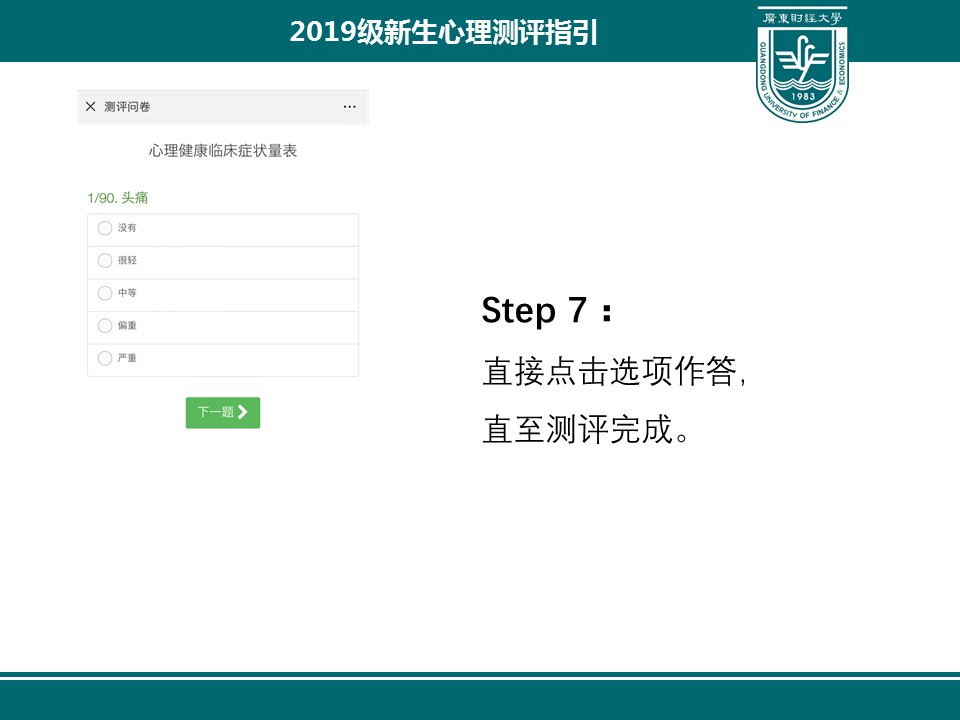 2019级新生心理测评指引
廣東財經大學
GUANGDONG UNIVERSITY OF FINANCE & ECONOMICS
1983
测评问卷
心理健康临床症状量表
1/90. 头痛
没有
很轻
中等
偏重
严重
下一题
Step 7：
直接点击选项作答,
直至测评完成。